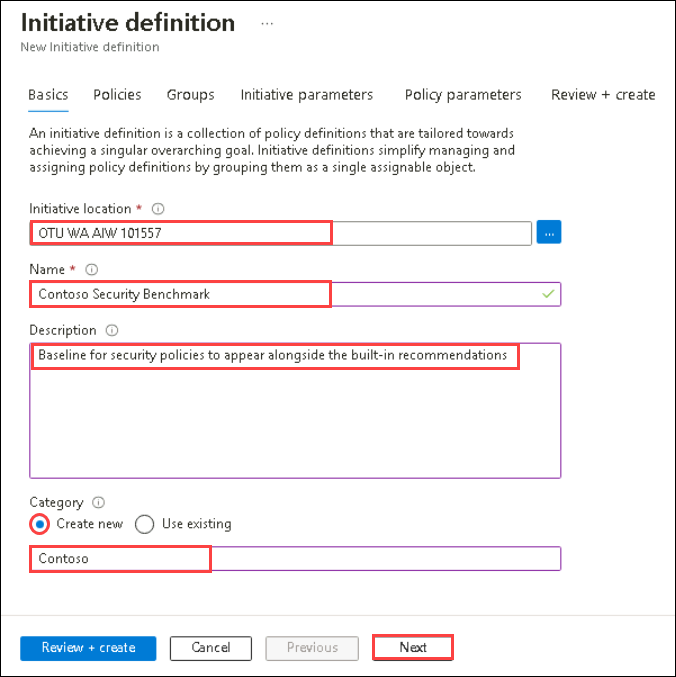 Initiative definition ...
New Initiative definition
Basics Policies Groups Initiative parameters Policy parameters Review + create
An initiative definition is a collection of policy definitions that are tailored towards
achieving a singular overarching goal. Initiative definitions simplify managing and
assigning policy definitions by grouping them as a single assignable object.
Initiative location *
OTU WA AIW 101557 ...
Name *
Contoso Security Benchmark
Description
Baseline for security policies to appear alongside the built-in recommendations
Category
Create new Use existing
Contoso
Review + create Cancel Previous Next